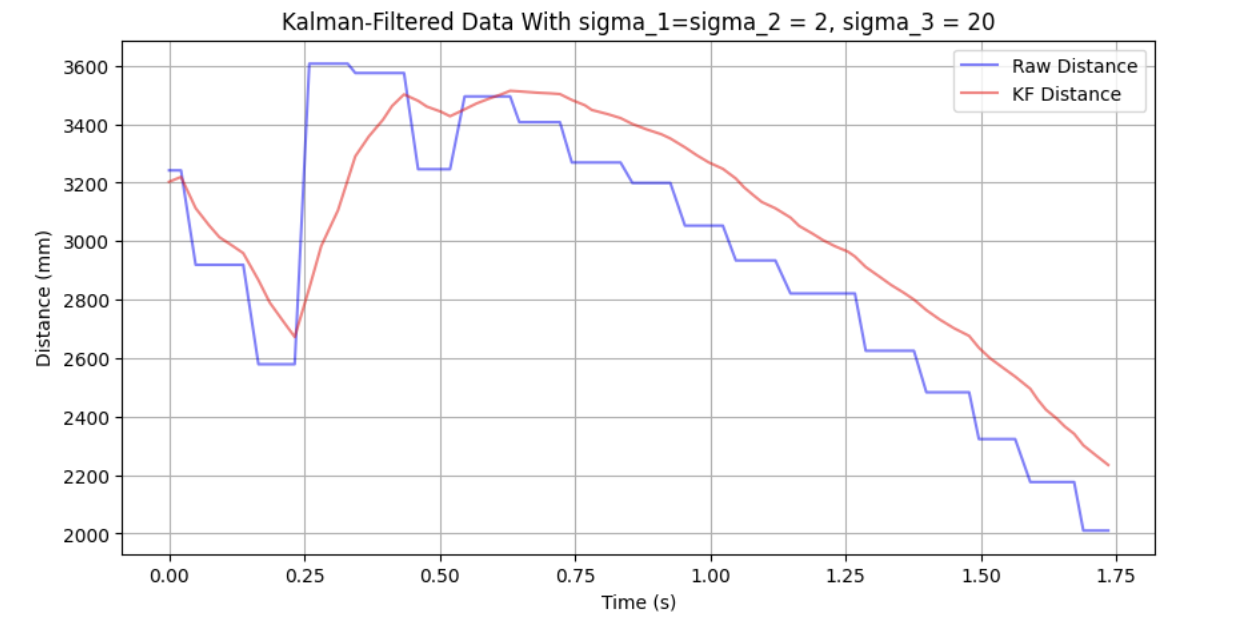 Kalman-Filtered Data With sigma_1=sigma_2 = 2, sigma_3 = 20
Raw Distance
KF Distance
3600
3400
3200
3000
2800
2600
2400
2200
2000
Distance (mm)
0.00 0.25 0.50 0.75 1.00 1.25 1.50 1.75
Time (s)